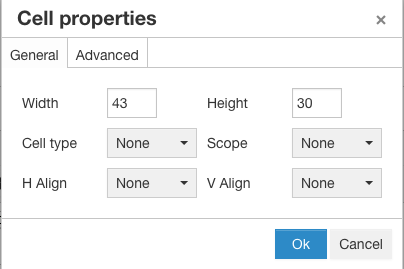 Cell properties ×
General Advanced
Width 43 Height 30
Cell type None Scope None
H Align None V Align None
Ok Cancel